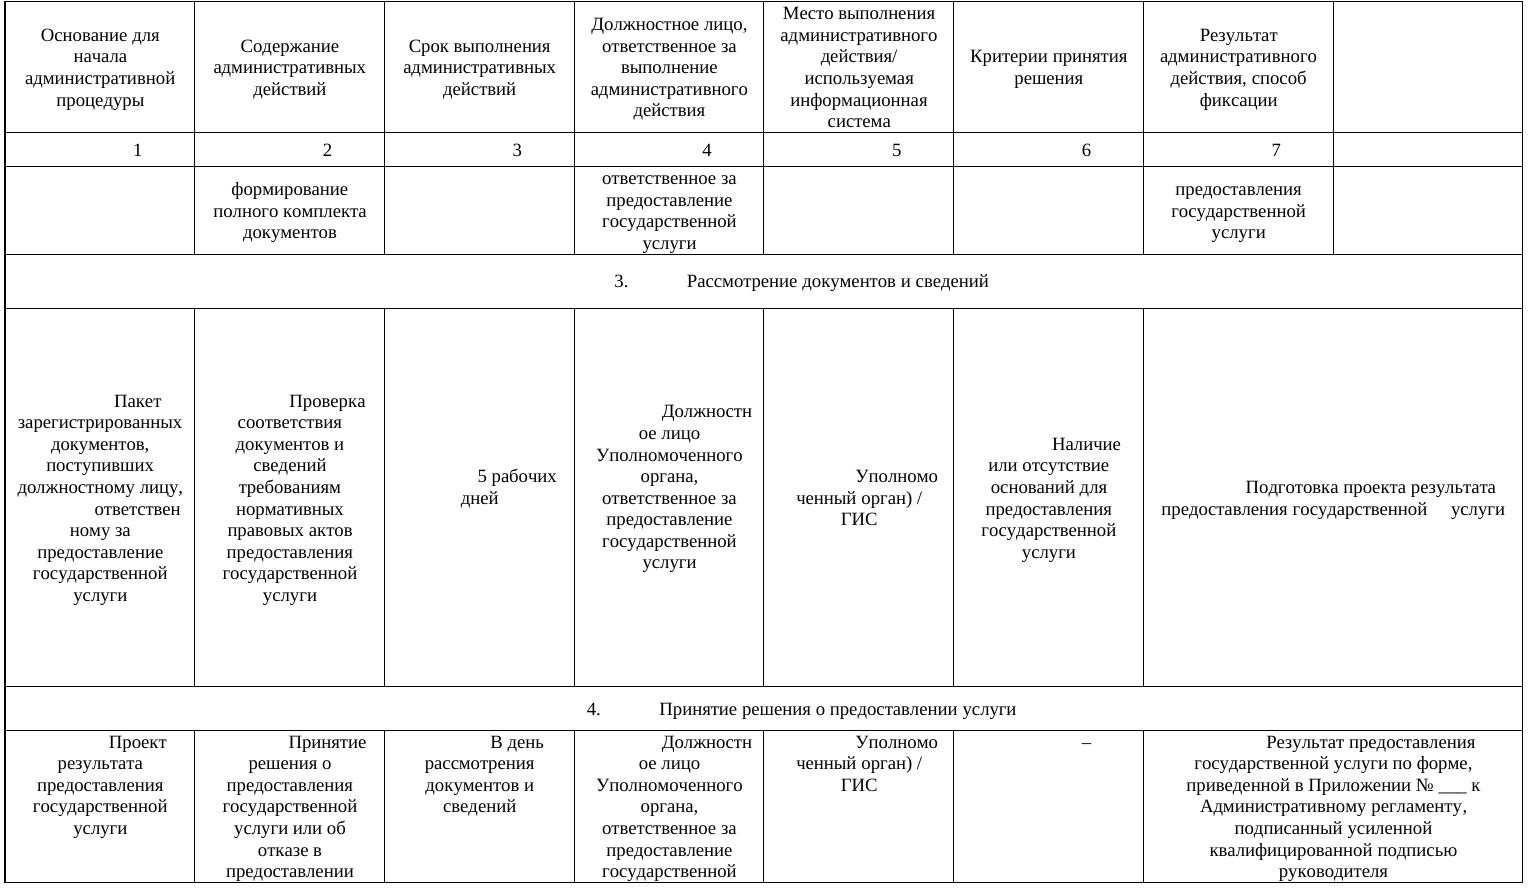 Основание для
начала
административной
процедуры
Содержание
административных
действий
Срок выполнения
административных
действий
Должностное лицо,
ответственное за
выполнение
административного
действия
Место выполнения
административного
действия/
используемая
информационная
система
Критерии принятия
решения
Результат
административного
действия, способ
фиксации
1
2
3
4
5
6
7
формирование
полного комплекта
документов
ответственное за
предоставление
государственной
услуги
предоставления
государственной
услуги
3. Рассмотрение документов и сведений
Пакет
зарегистрированных
документов,
поступивших
должностному лицу,
ответствен
ному за
предоставление
государственной
услуги
Проверка
соответствия
документов и
сведений
требованиям
нормативных
правовых актов
предоставления
государственной
услуги
5 рабочих
дней
Должностн
ое лицо
Уполномоченного
органа,
ответственное за
предоставление
государственной
услуги
Уполномо
ченный орган) /
ГИС
Наличие
или отсутствие
оснований для
предоставления
государственной
услуги
Подготовка проекта результата
предоставления государственной услуги
4. Принятие решения о предоставлении услуги
Проект
результата
предоставления
государственной
услуги
Принятие
решения о
предоставления
государственной
услуги или об
отказе в
предоставлении
В день
рассмотрения
документов и
сведений
Должностн
ое лицо
Уполномоченного
органа,
ответственное за
предоставление
государственной
Уполномо
ченный орган) /
ГИС
–
Результат предоставления
государственной услуги по форме,
приведенной в Приложении № ___ к
Административному регламенту,
подписанный усиленной
квалифицированной подписью
руководителя